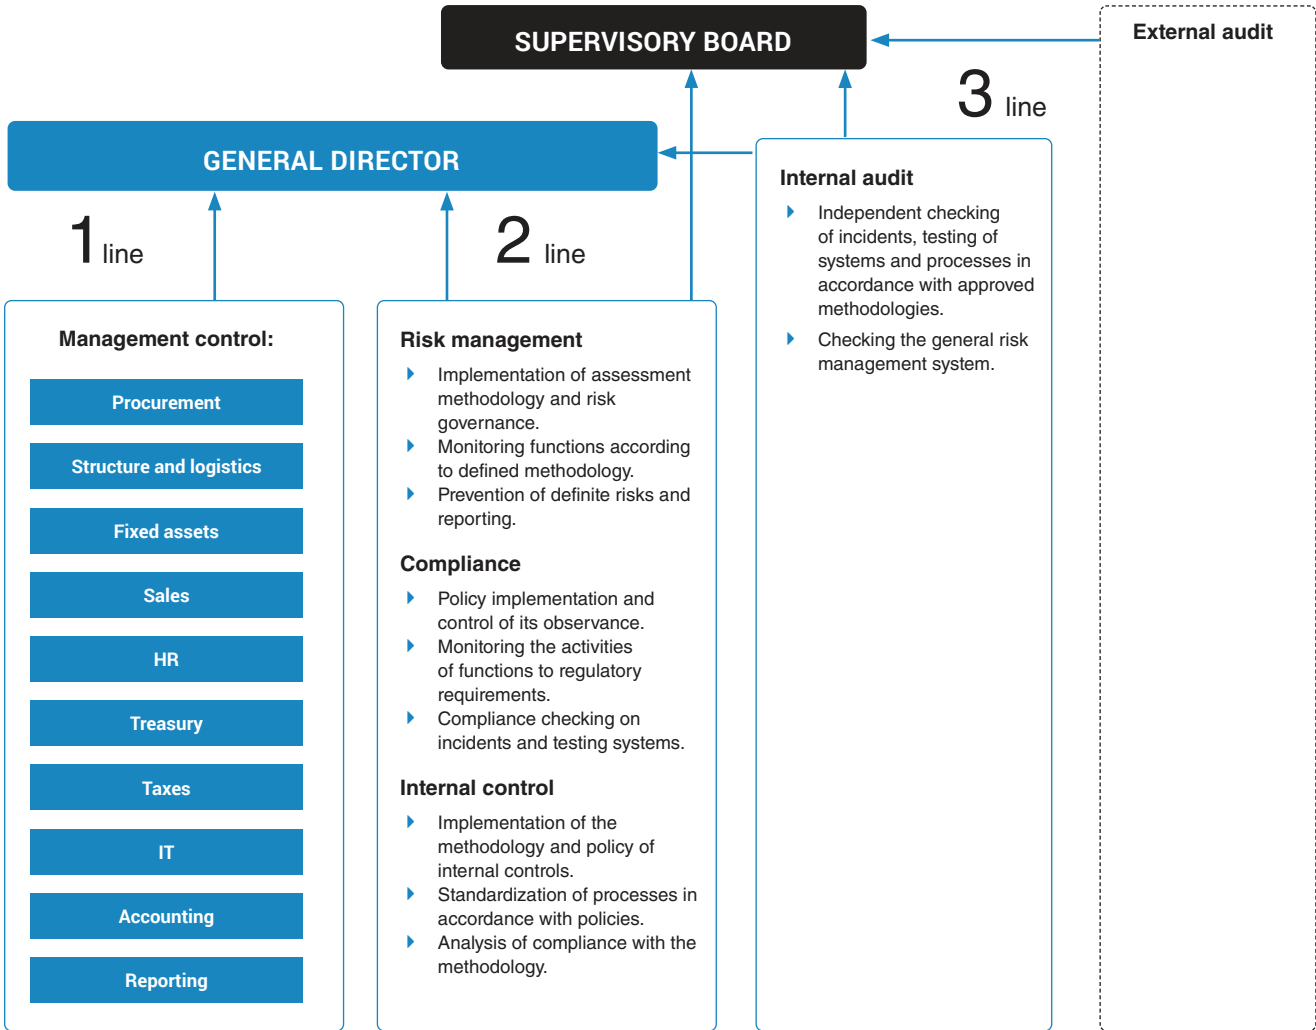 SUPERVISORY BOARD
External audit
3 line
GENERAL DIRECTOR
1 line
2 line
Management control:
Procurement
Structure and logistics
Fixed assets
Sales
HR
Treasury
Taxes
IT
Accounting
Reporting
Risk management
Implementation of assessment
methodology and risk
governance.
Monitoring functions according
to defined methodology.
Prevention of definite risks and
reporting.
Compliance
Policy implementation and
control of its observance.
Monitoring the activities
of functions to regulatory
requirements.
Compliance checking on
incidents and testing systems.
Internal control
Implementation of the
methodology and policy of
internal controls.
Standardization of processes in
accordance with policies.
Analysis of compliance with the
methodology.
Internal audit
Independent checking
of incidents, testing of
systems and processes in
accordance with approved
methodologies.
Checking the general risk
management system.